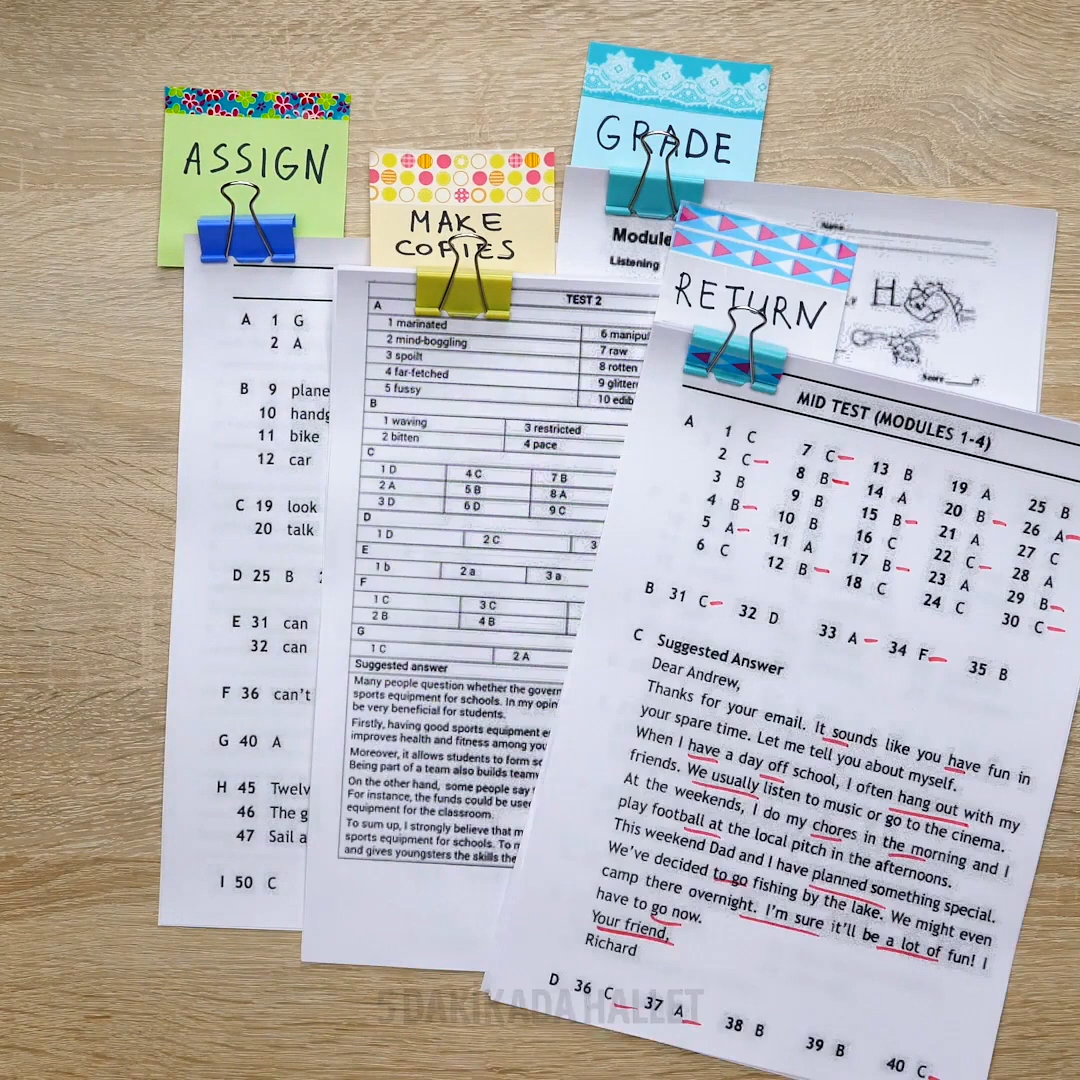 ASSIGN
A 1 G
2 A
B 9 plane
10 handg
11 bike
12 car
C 19 look
20 talk
D 25 B
E 31 can
32 can
F 36 can't
G 40 A
H 45 Twelv
46 The g
47 Sail a
I 50 C
MAKE
COPIES
TEST 2
A
1 marinated 6 manipul
2 mind-boggling 7 raw
3 spoilt 8 rotten
4 far-fetched 9 glitter
5 fussy 10 edib
B
1 waving 3 restricted
2 bitten 4 pace
C
1 D 4 C 7 B
2 A 5 B 8 A
3 D 6 D 9 C
D
1 D 2 C 3
E
1 b 2 a 3 a
F
1 C 3 C
2 B 4 B
G
1 C 2 A
Suggested answer
Many people question whether the govern
sports equipment for schools. In my opin
be very beneficial for students.
Firstly, having good sports equipment e
improves health and fitness among you
Moreover, it allows students to form so
Being part of a team also builds teamw
On the other hand, some people say
For instance, the funds could be used
equipment for the classroom.
To sum up, I strongly believe that m
sports equipment for schools. To m
and gives youngsters the skills the
GRADE
Module
Listening
Name
Score
RETURN
MID TEST (MODULES 1-4)
A 1 C 7 C 13 B 19 A 25 B
2 C 8 B 14 A 20 B 26 A
3 B 9 B 15 B 21 A 27 C
4 B 10 B 16 C 22 C 28 A
5 A 11 A 17 B 23 A 29 B
6 C 12 B 18 C 24 C 30 C
B 31 C 32 D 33 A 34 F 35 B
C Suggested Answer
Dear Andrew,
Thanks for your email. It sounds like you have fun in
your spare time. Let me tell you about myself.
When I have a day off school, I often hang out with my
friends. We usually listen to music or go to the cinema.
At the weekends, I do my chores in the morning and I
play football at the local pitch in the afternoons.
This weekend Dad and I have planned something special.
We've decided to go fishing by the lake. We might even
camp there overnight. I'm sure it'll be a lot of fun! I
have to go now.
Your friend,
Richard
D 36 C 37 A 38 B 39 B 40 C
5 DAKIKADA HALLET